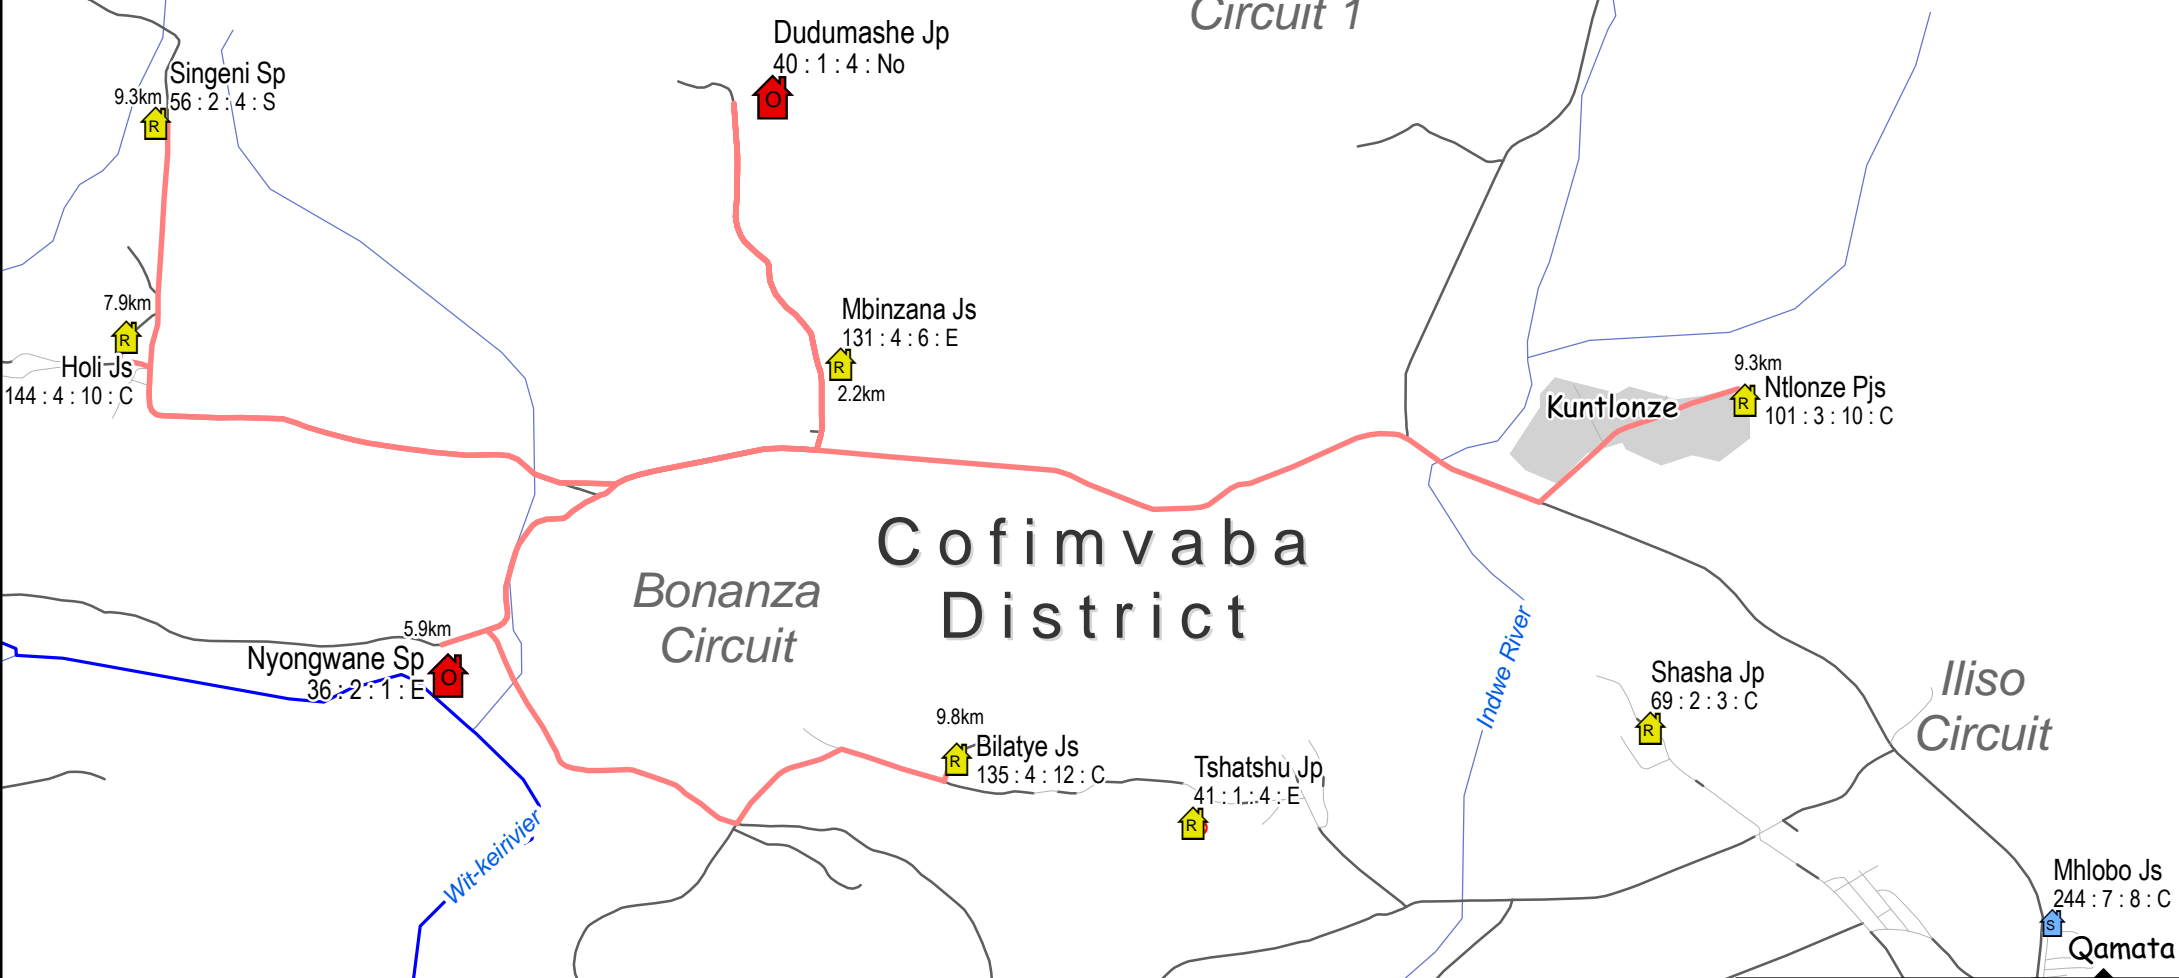 Circuit 1
Dudumashe Jp
40 : 1 : 4 : No
O
Singeni Sp
9.3km
56 : 2 : 4 : S
R
7.9km
R
Holi Js
144 : 4 : 10 : C
Mbinzana Js
131 : 4 : 6 : E
R
2.2km
9.3km
Kuntlonze
R
Ntlonze Pjs
101 : 3 : 10 : C
Cofimvaba
District
Bonanza
Circuit
5.9km
Nyongwane Sp
36 : 2 : 1 : E
O
Indwe River
Shasha Jp
69 : 2 : 3 : C
R
Iliso
Circuit
9.8km
Bilatye Js
135 : 4 : 12 : C
R
Tshatshu Jp
41 : 1 : 4 : E
R
Wit-keirivier
Mhlobo Js
244 : 7 : 8 : C
S
Qamata